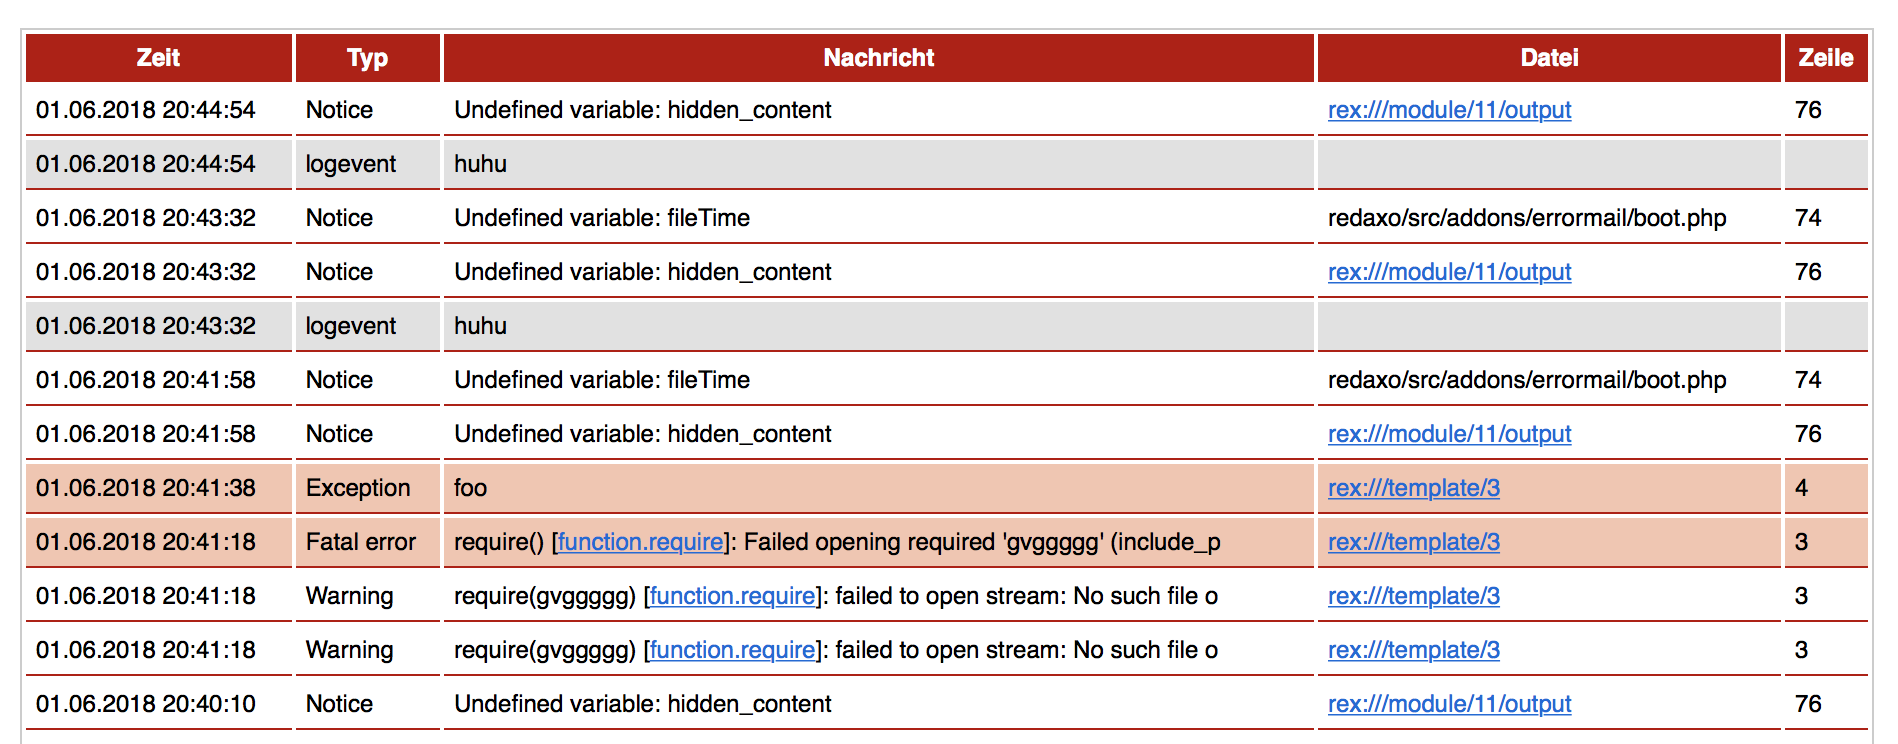 Zeit Typ Nachricht Datei Zeile
01.06.2018 20:44:54 Notice Undefined variable: hidden_content rex:///module/11/output 76
01.06.2018 20:44:54 logevent huhu
01.06.2018 20:43:32 Notice Undefined variable: fileTime redaxo/src/addons/errormail/boot.php 74
01.06.2018 20:43:32 Notice Undefined variable: hidden_content rex:///module/11/output 76
01.06.2018 20:43:32 logevent huhu
01.06.2018 20:41:58 Notice Undefined variable: fileTime redaxo/src/addons/errormail/boot.php 74
01.06.2018 20:41:58 Notice Undefined variable: hidden_content rex:///module/11/output 76
01.06.2018 20:41:38 Exception foo rex:///template/3 4
01.06.2018 20:41:18 Fatal error require() [function.require]: Failed opening required 'gvggggg' (include_p rex:///template/3 3
01.06.2018 20:41:18 Warning require(gvggggg) [function.require]: failed to open stream: No such file o rex:///template/3 3
01.06.2018 20:41:18 Warning require(gvggggg) [function.require]: failed to open stream: No such file o rex:///template/3 3
01.06.2018 20:40:10 Notice Undefined variable: hidden_content rex:///module/11/output 76